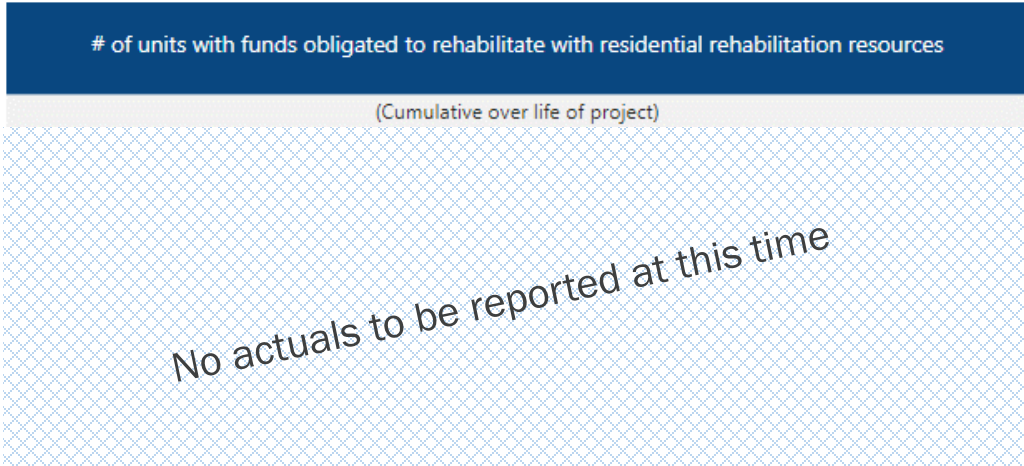 # of units with funds obligated to rehabilitate with residential rehabilitation resources
(Cumulative over life of project)
No actuals to be reported at this time